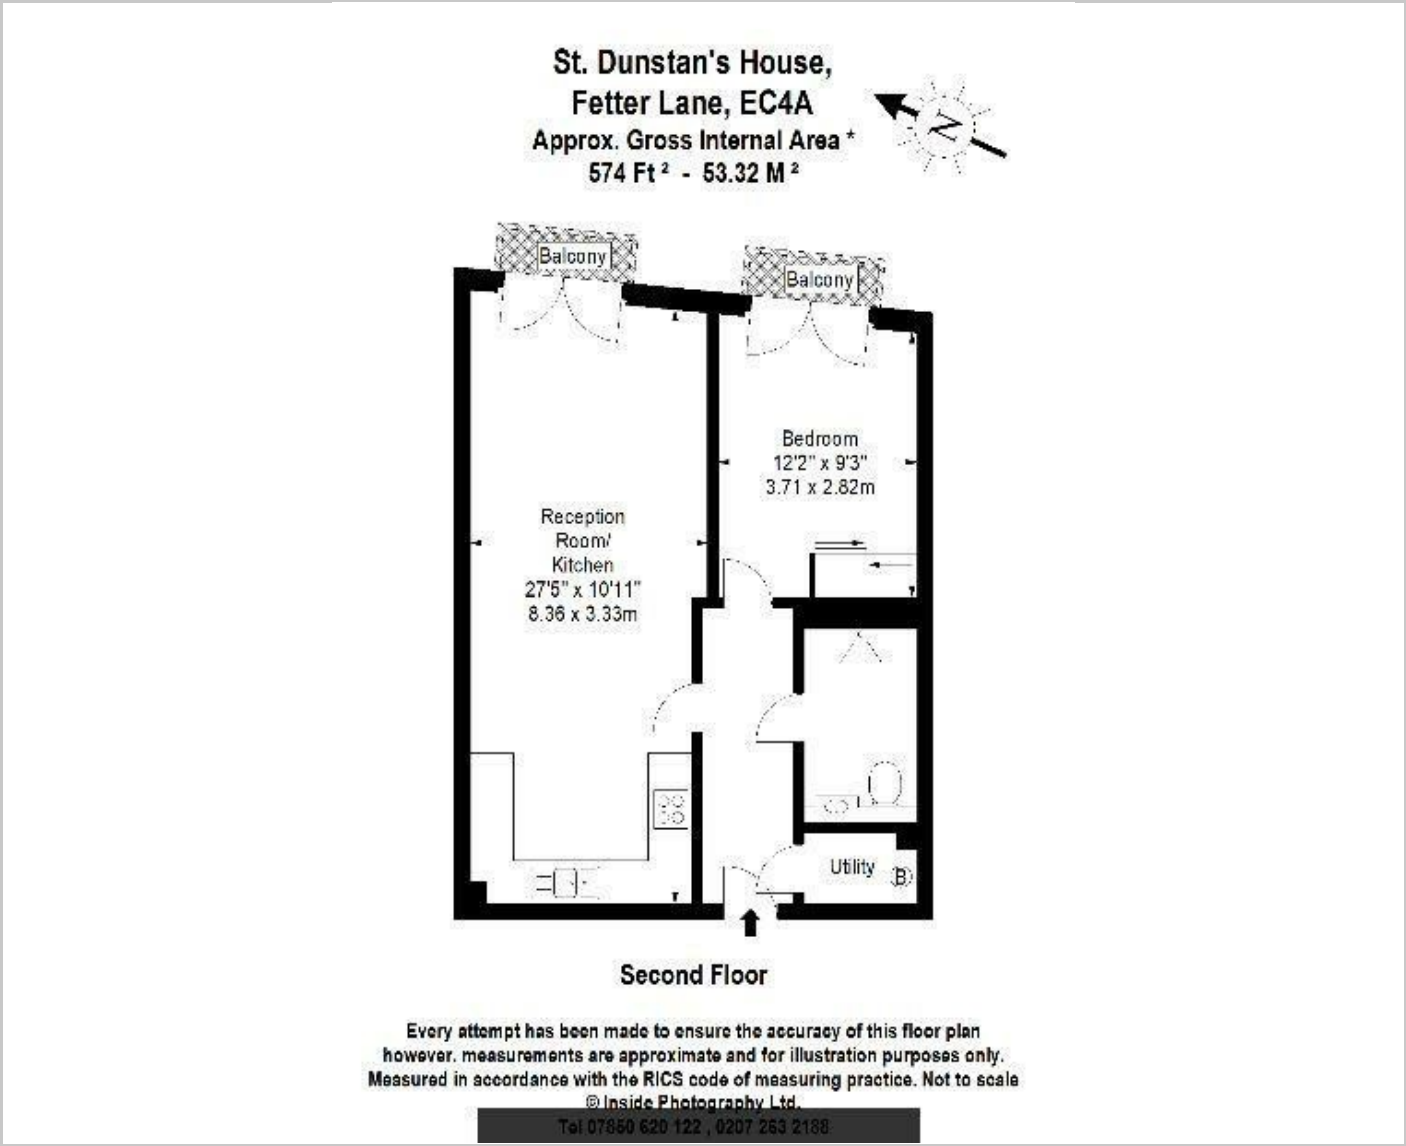 St. Dunstan's House,
Fetter Lane, EC4A
Approx. Gross Internal Area *
574 Ft ² - 53.32 M ²
N
Balcony
Balcony
Bedroom
12'2" x 9'3"
3.71 x 2.82m
Reception
Room/
Kitchen
27'5" x 10'11"
8.36 x 3.33m
Utility
B
Second Floor
Every attempt has been made to ensure the accuracy of this floor plan
however. measurements are approximate and for illustration purposes only.
Measured in accordance with the RICS code of measuring practice. Not to scale
© Inside Photography Ltd.
Tel 07850 620 122 , 0207 263 2188